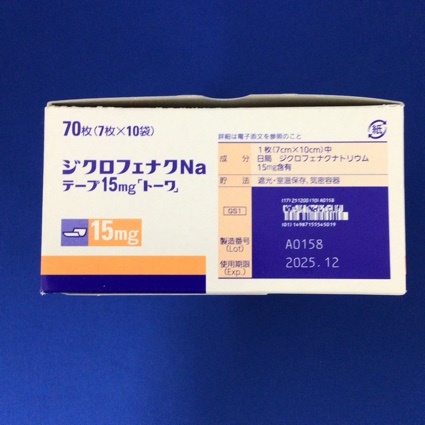 70枚(7枚×10袋)
ジクロフェナクNa
テープ15mg「トーワ」
15mg
紙
詳細は電子添文を参照のこと
成分 1枚(7cm×10cm)中
日局 ジクロフェナクナトリウム
15mg含有
貯法 遮光・室温保存、気密容器
GS1
(17) 251200 (10) A0158
製造番号
(Lot)
A0158
使用期限
(Exp.)
2025.12